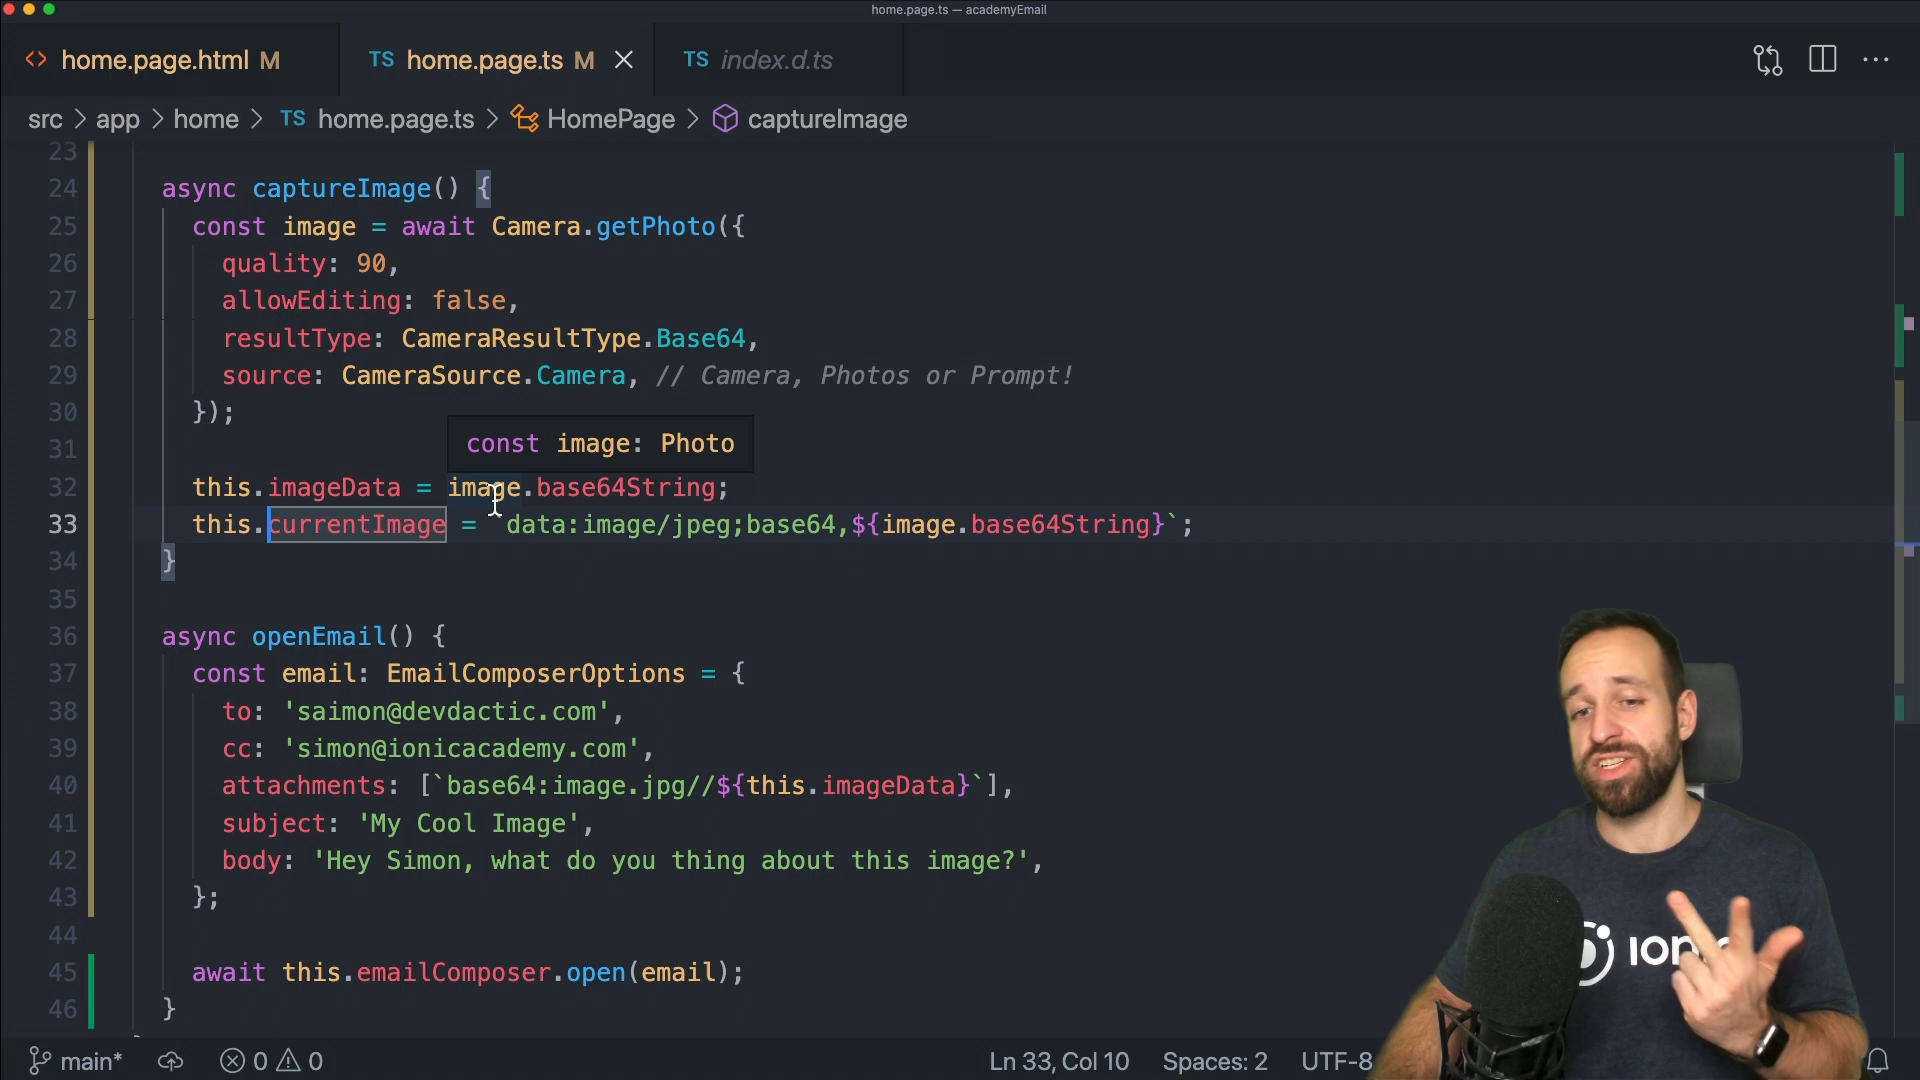 home.page.ts — academyEmail
<> home.page.html M
TS home.page.ts M
TS index.d.ts
src > app > home > TS home.page.ts > HomePage > captureImage
23
24 async captureImage() {
25 const image = await Camera.getPhoto({
26 quality: 90,
27 allowEditing: false,
28 resultType: CameraResultType.Base64,
29 source: CameraSource.Camera, // Camera, Photos or Prompt!
30 });
const image: Photo
31
32 this.imageData = image.base64String;
33 this.currentImage = `data:image/jpeg;base64,${image.base64String}`;
34 }
35
36 async openEmail() {
37 const email: EmailComposerOptions = {
38 to: 'saimon@devdactic.com',
39 cc: 'simon@ionicacademy.com',
40 attachments: [`base64:image.jpg//${this.imageData}`],
41 subject: 'My Cool Image',
42 body: 'Hey Simon, what do you thing about this image?',
43 };
44
45 await this.emailComposer.open(email);
46 }
main* 0 0 Ln 33, Col 10 Spaces: 2 UTF-8